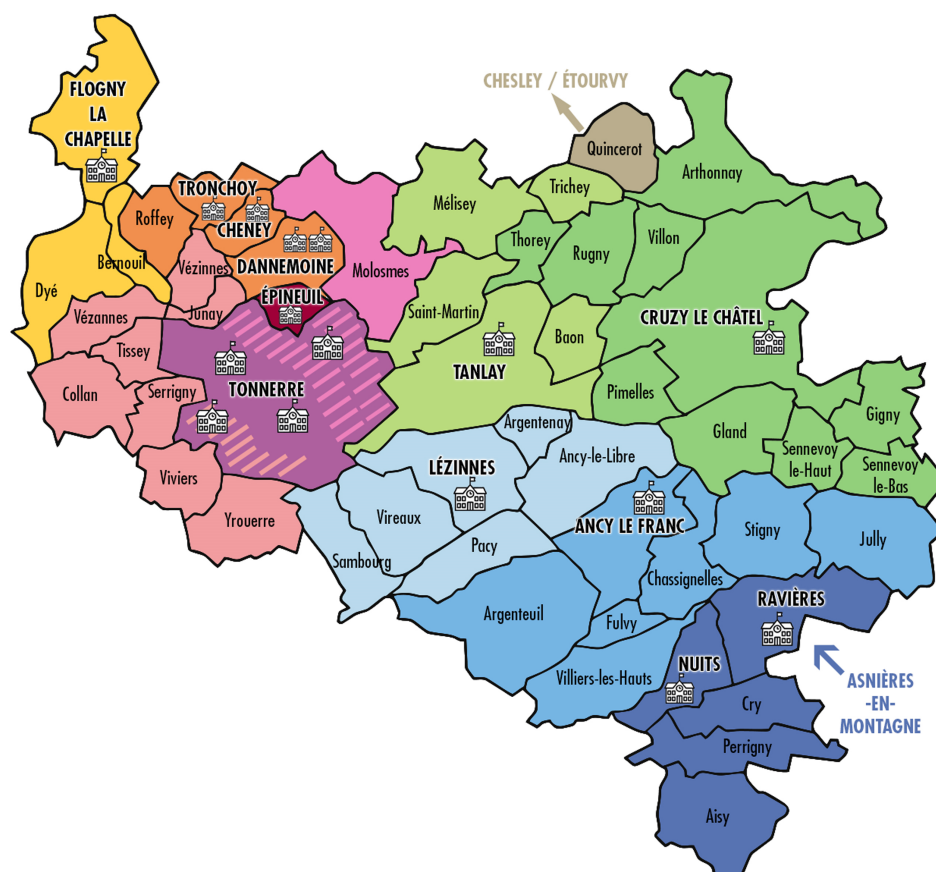 FLOGNY
LA
CHAPELLE
CHESLEY / ÉTOURVY
Quincerot
Arthonnay
TRONCHOY
Roffey
CHENEY
Mélisey
Trichey
Thorey
Rugny
Villon
Bernouil
Vézinnes
DANNEMOINE
Molosmes
Dyé
ÉPINEUIL
Junay
Vézannes
Saint-Martin
CRUZY LE CHÂTEL
Tissey
Baon
TANLAY
Collan
Serrigny
TONNERRE
Pimelles
Gigny
Argentenay
Gland
Sennevoy
le-Haut
Ancy-le-Libre
Sennevoy
le-Bas
LÉZINNES
Viviers
Vireaux
ANCY LE FRANC
Yrouerre
Stigny
Jully
Pacy
Sambourg
Chassignelles
RAVIÈRES
Argenteuil
Fulvy
NUITS
Villiers-les-Hauts
ASNIÈRES
-EN-
MONTAGNE
Cry
Perrigny
Aisy